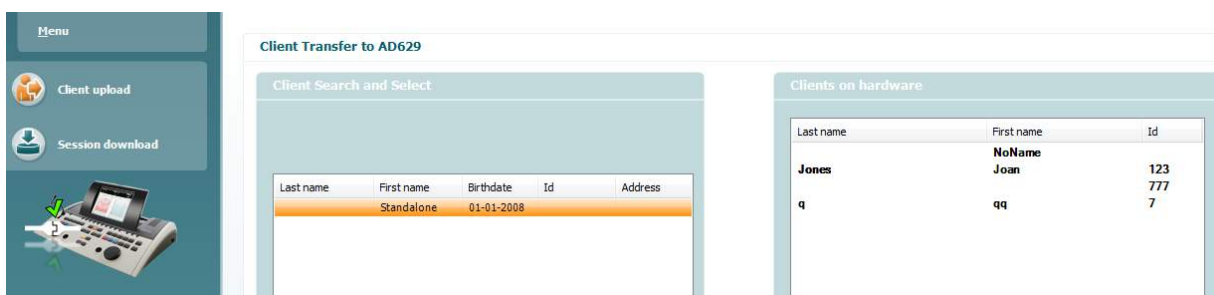 Menu
Client upload
Session download
Client Transfer to AD629
Client Search and Select
Last name First name Birthdate Id Address
Standalone 01-01-2008
Clients on hardware
Last name First name Id
NoName
Jones Joan 123
777
q qq 7